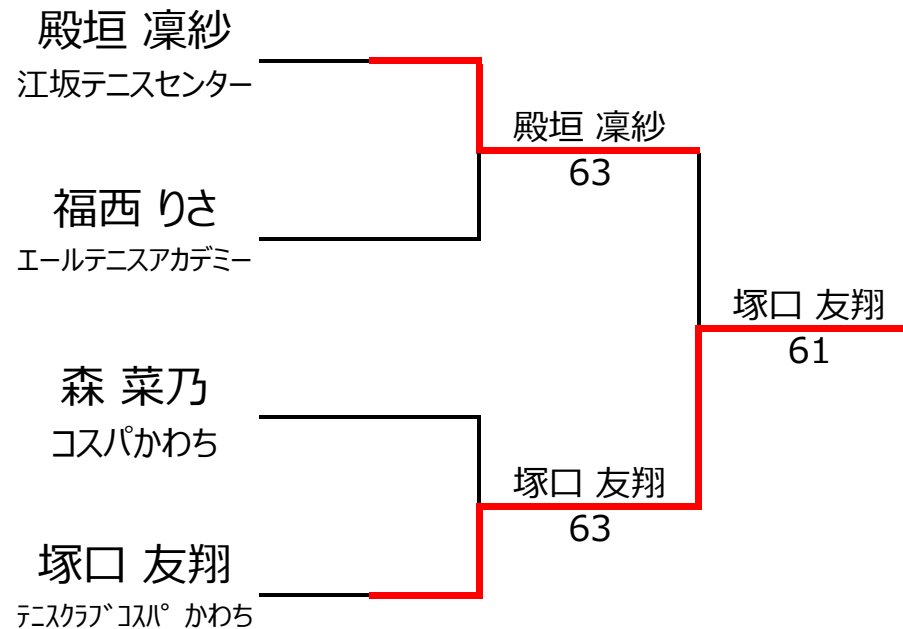 殿垣 凜紗
江坂テニスセンター
殿垣 凜紗
63
福西 りさ
エールテニスアカデミー
塚口 友翔
61
森 菜乃
コスパかわち
塚口 友翔
63
塚口 友翔
テニスクラブコスパ かわち